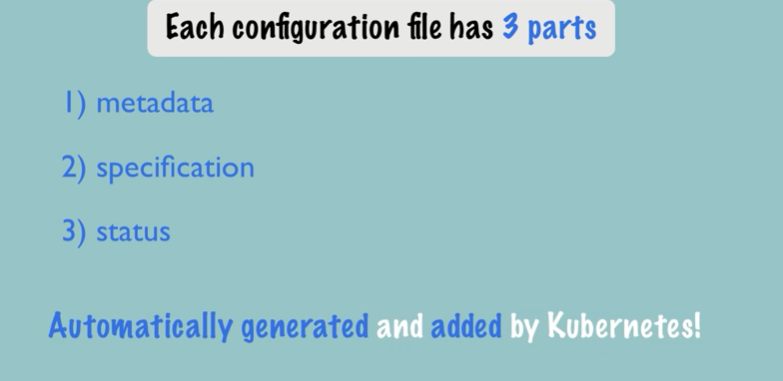 Each configuration file has 3 parts
1) metadata
2) specification
3) status
Automatically generated and added by Kubernetes!